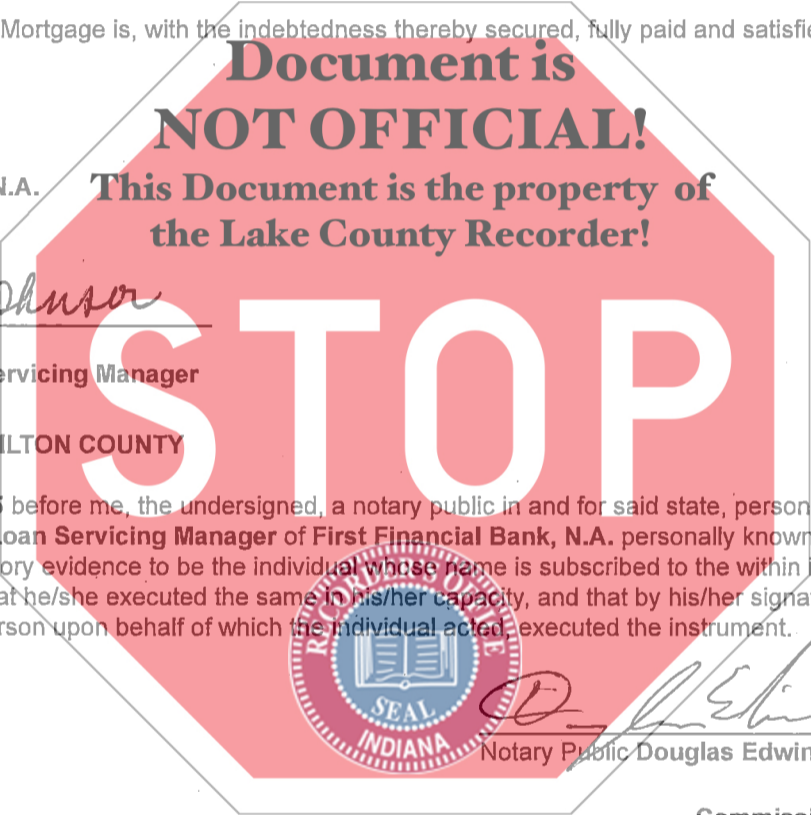 Mortgage is, with the indebtedness thereby secured, fully paid and satisfie
Document is
NOT OFFICIAL!
N.A.
This Document is the property of
the Lake County Recorder!
ohnson
STOP
ervicing Manager
ILTON COUNTY
before me, the undersigned, a notary public in and for said state, person
oan Servicing Manager of First Financial Bank, N.A. personally known
ory evidence to be the individual whose name is subscribed to the within i
at he/she executed the same in his/her capacity, and that by his/her signa
rson upon behalf of which the individual acted, executed the instrument.
RECORDER'S OFFICE
SEAL
INDIANA
Notary Public Douglas Edwin